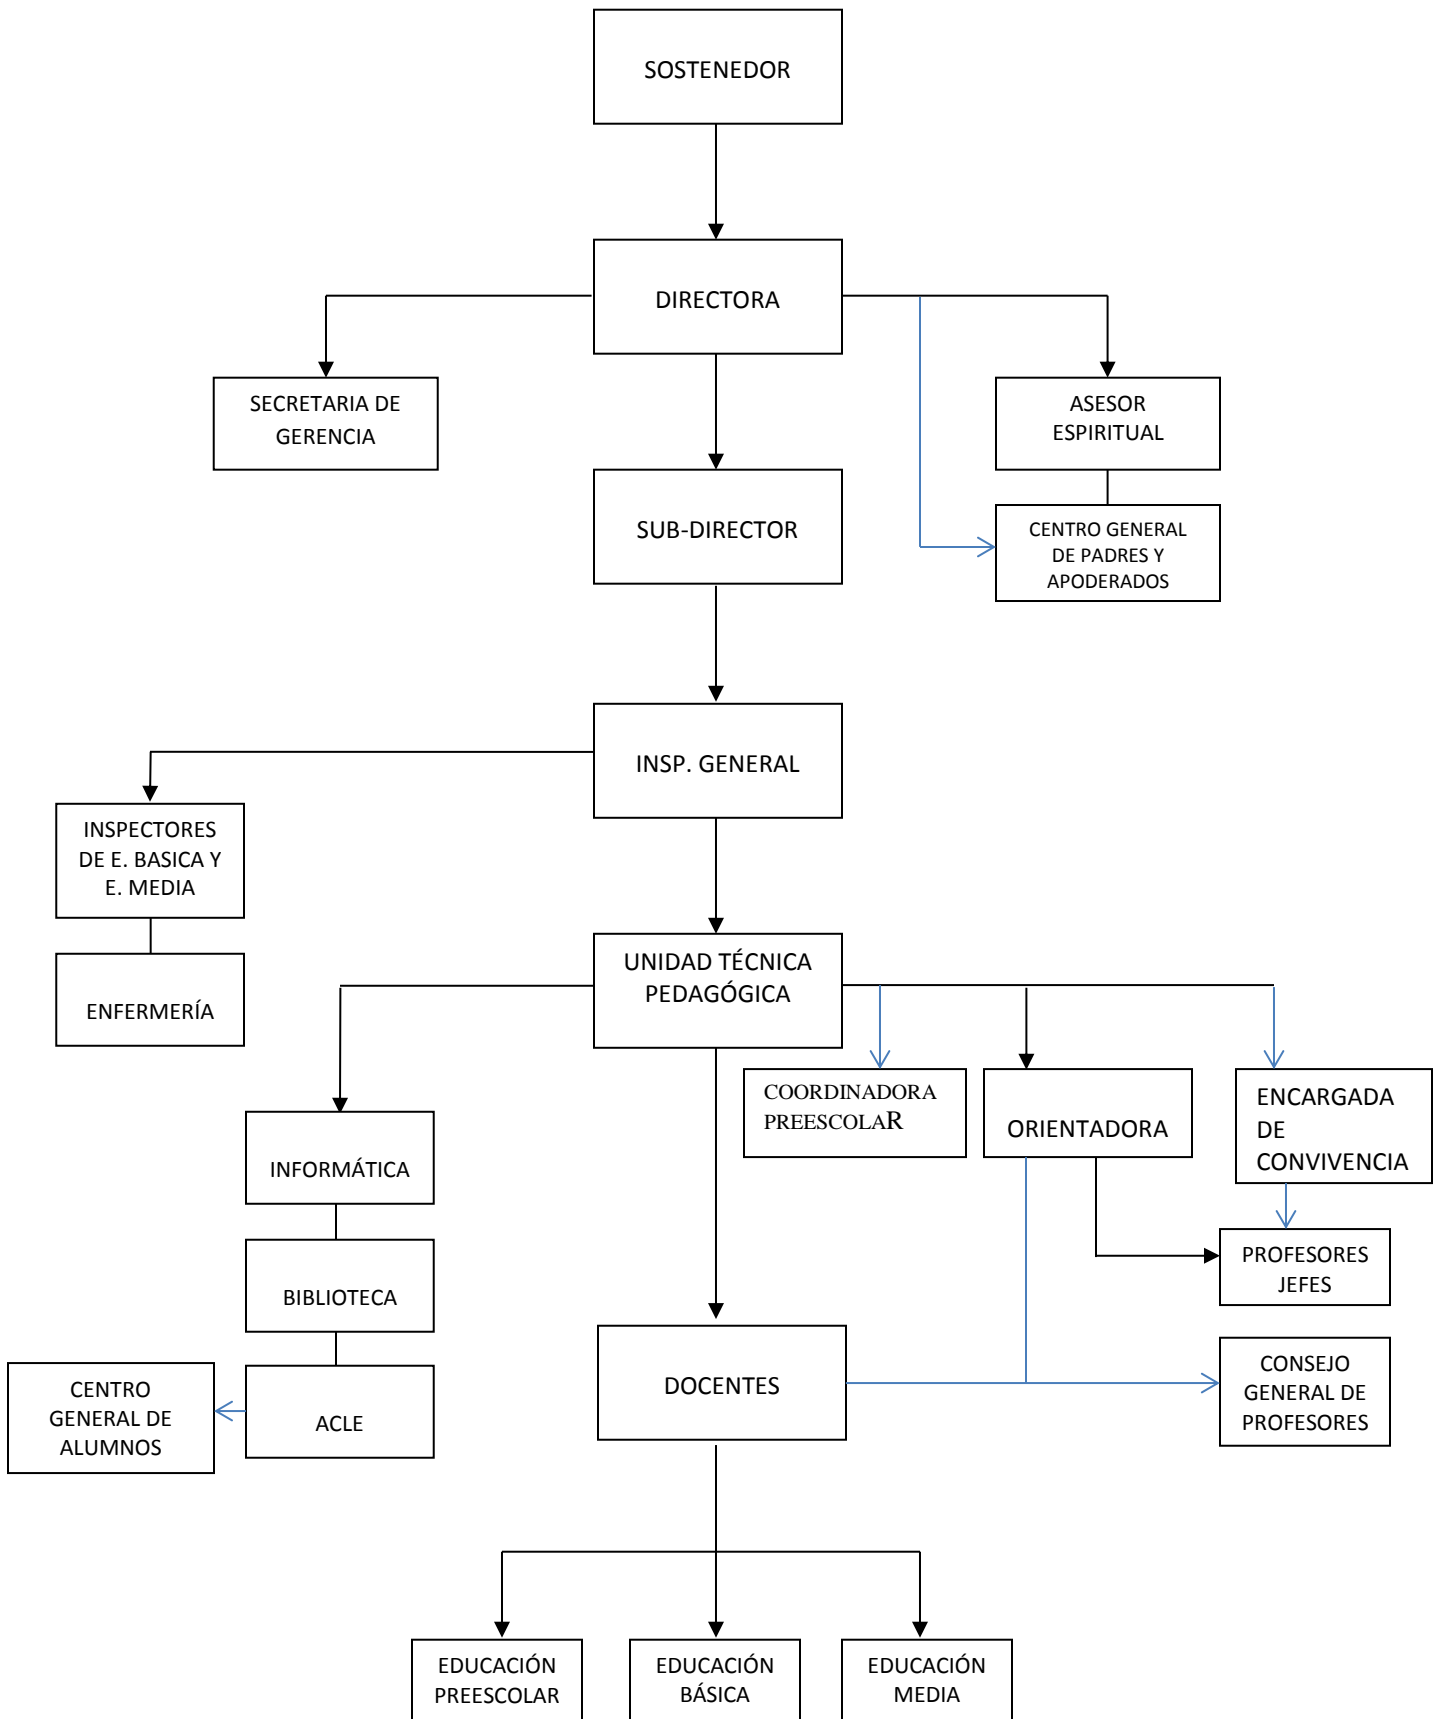 SOSTENEDOR
DIRECTORA
SECRETARIA DE
GERENCIA
ASESOR
ESPIRITUAL
SUB-DIRECTOR
CENTRO GENERAL
DE PADRES Y
APODERADOS
INSP. GENERAL
INSPECTORES
DE E. BASICA Y
E. MEDIA
ENFERMERÍA
UNIDAD TÉCNICA
PEDAGÓGICA
COORDINADORA
PREESCOLAR
ORIENTADORA
ENCARGADA
DE
CONVIVENCIA
INFORMÁTICA
PROFESORES
JEFES
BIBLIOTECA
DOCENTES
CONSEJO
GENERAL DE
PROFESORES
CENTRO
GENERAL DE
ALUMNOS
ACLE
EDUCACIÓN
PREESCOLAR
EDUCACIÓN
BÁSICA
EDUCACIÓN
MEDIA